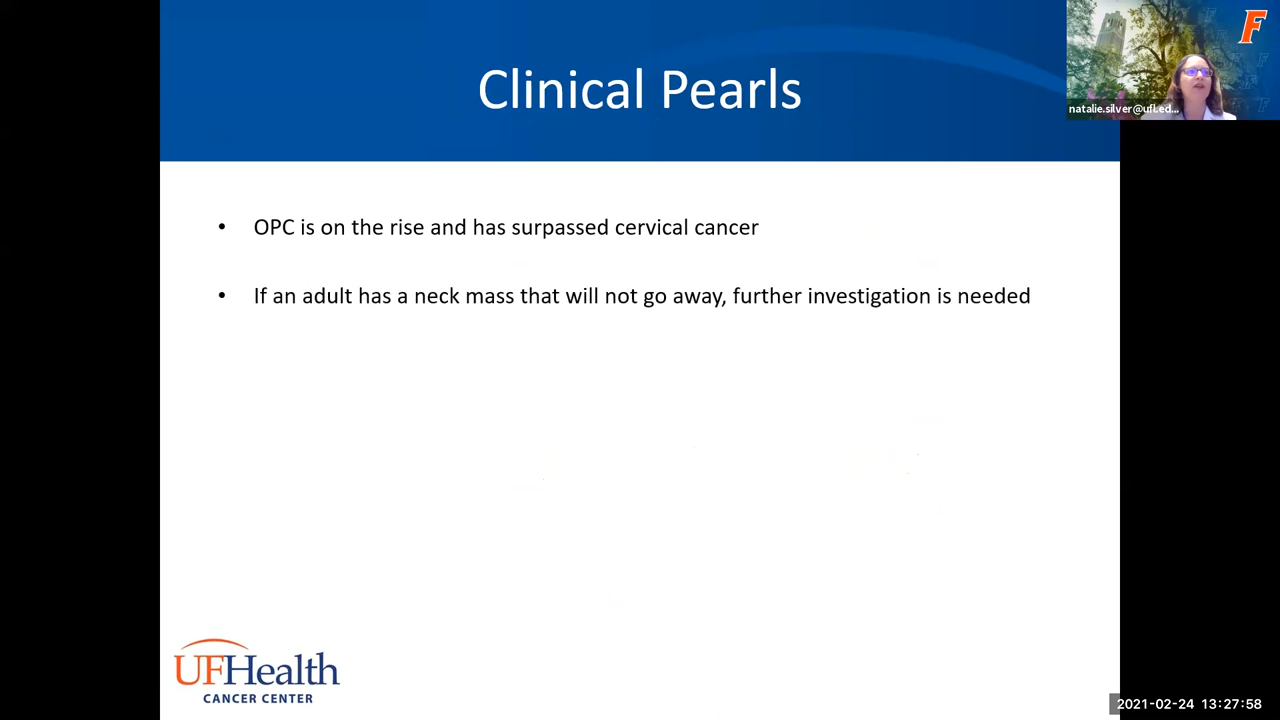 Clinical Pearls
F
natalie.silver@ufl.ed...
• OPC is on the rise and has surpassed cervical cancer
• If an adult has a neck mass that will not go away, further investigation is needed
UFHealth
CANCER CENTER
2021-02-24 13:27:58